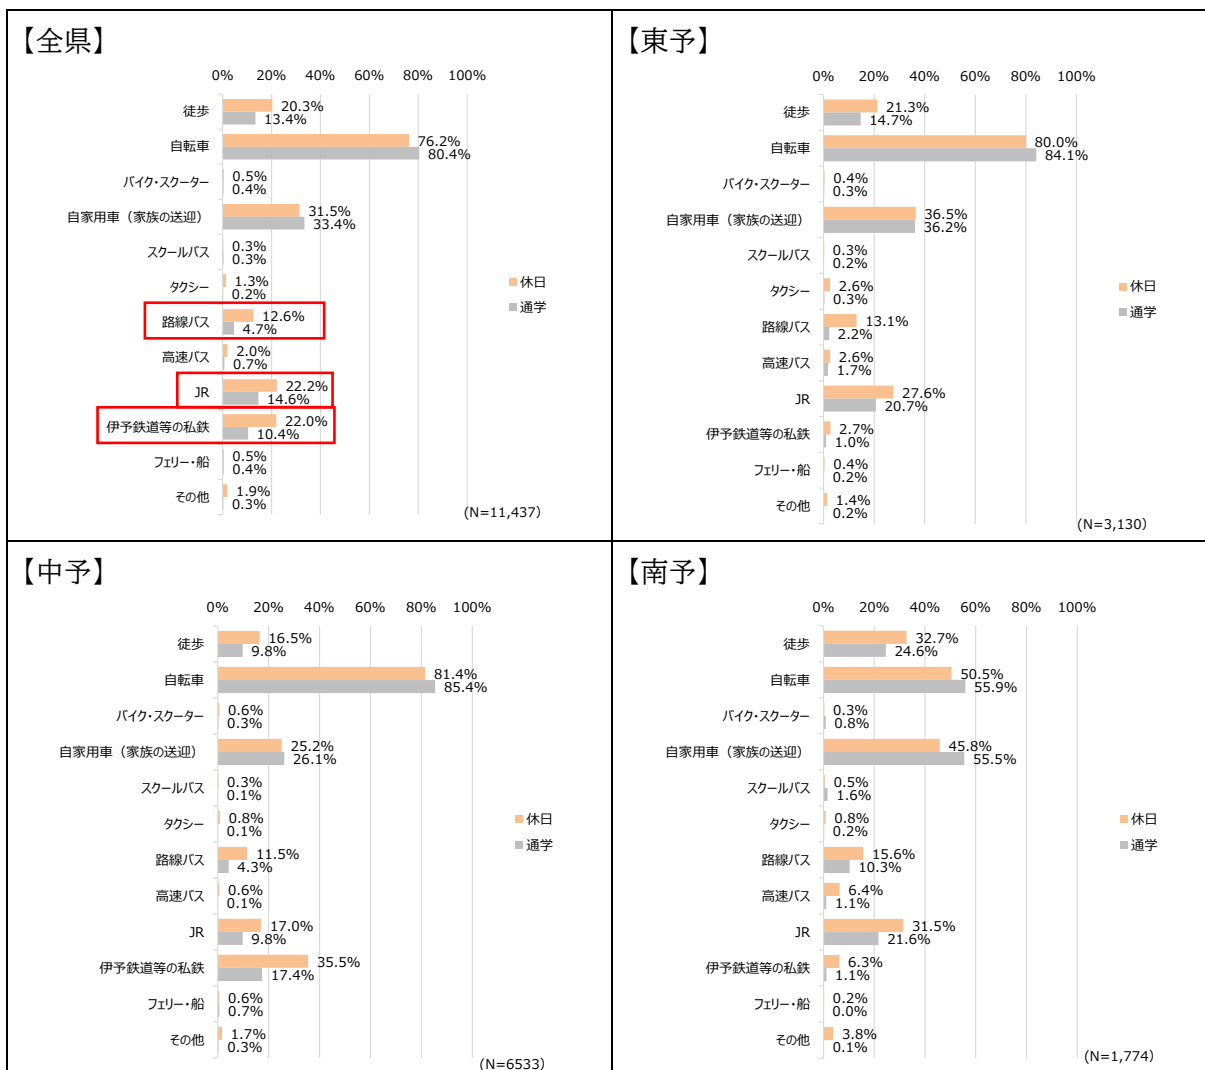 【全県】
0% 20% 40% 60% 80% 100%
徒歩 20.3%
13.4%
自転車 76.2%
80.4%
バイク・スクーター 0.5%
0.4%
自家用車（家族の送迎） 31.5%
33.4%
スクールバス 0.3%
0.3%
タクシー 1.3%
0.2%
路線バス 12.6%
4.7%
高速バス 2.0%
0.7%
JR 22.2%
14.6%
伊予鉄道等の私鉄 22.0%
10.4%
フェリー・船 0.5%
0.4%
その他 1.9%
0.3%
休日
通学
(N=11,437)
【東予】
0% 20% 40% 60% 80% 100%
徒歩 21.3%
14.7%
自転車 80.0%
84.1%
バイク・スクーター 0.4%
0.3%
自家用車（家族の送迎） 36.5%
36.2%
スクールバス 0.3%
0.2%
タクシー 2.6%
0.3%
路線バス 13.1%
2.2%
高速バス 2.6%
1.7%
JR 27.6%
20.7%
伊予鉄道等の私鉄 2.7%
1.0%
フェリー・船 0.4%
0.2%
その他 1.4%
0.2%
休日
通学
(N=3,130)
【中予】
0% 20% 40% 60% 80% 100%
徒歩 16.5%
9.8%
自転車 81.4%
85.4%
バイク・スクーター 0.6%
0.3%
自家用車（家族の送迎） 25.2%
26.1%
スクールバス 0.3%
0.1%
タクシー 0.8%
0.1%
路線バス 11.5%
4.3%
高速バス 0.6%
0.1%
JR 17.0%
9.8%
伊予鉄道等の私鉄 35.5%
17.4%
フェリー・船 0.6%
0.7%
その他 1.7%
0.3%
休日
通学
(N=6533)
【南予】
0% 20% 40% 60% 80% 100%
徒歩 32.7%
24.6%
自転車 50.5%
55.9%
バイク・スクーター 0.3%
0.8%
自家用車（家族の送迎） 45.8%
55.5%
スクールバス 0.5%
1.6%
タクシー 0.8%
0.2%
路線バス 15.6%
10.3%
高速バス 6.4%
1.1%
JR 31.5%
21.6%
伊予鉄道等の私鉄 6.3%
1.1%
フェリー・船 0.2%
0.0%
その他 3.8%
0.1%
休日
通学
(N=1,774)